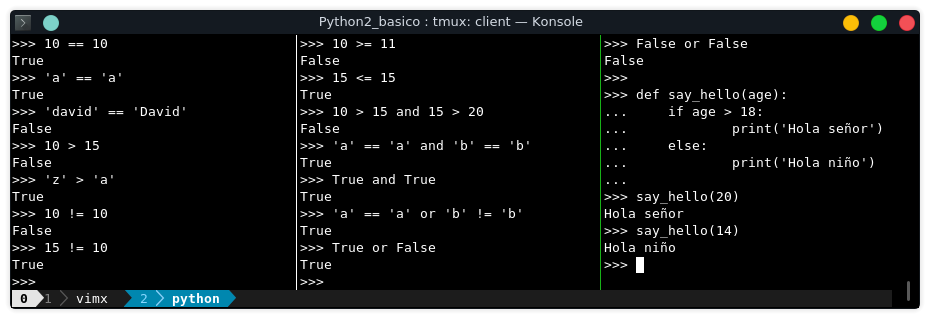 Python2_basico : tmux: client — Konsole
>>> 10 == 10
True
>>> 'a' == 'a'
True
>>> 'david' == 'David'
False
>>> 10 > 15
False
>>> 'z' > 'a'
True
>>> 10 != 10
False
>>> 15 != 10
True
>>>
>>> 10 >= 11
False
>>> 15 <= 15
True
>>> 10 > 15 and 15 > 20
False
>>> 'a' == 'a' and 'b' == 'b'
True
>>> True and True
True
>>> 'a' == 'a' or 'b' != 'b'
True
>>> True or False
True
>>>
>>> False or False
False
>>>
>>> def say_hello(age):
...     if age > 18:
...             print('Hola señor')
...     else:
...             print('Hola niño')
...
>>> say_hello(20)
Hola señor
>>> say_hello(14)
Hola niño
>>>
0 1 vimx 2 python